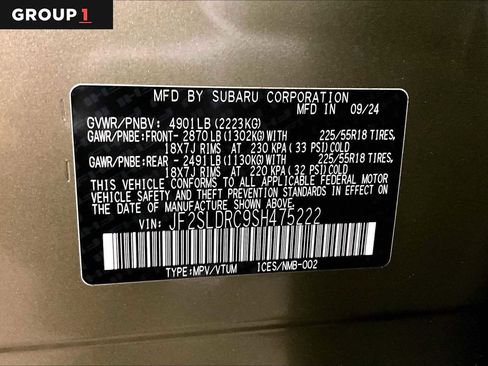 GROUP 1
MFD BY SUBARU CORPORATION MFD IN 09/24
GVWR/PNBV: 4901LB(2223KG)
GAWR/PNBE:FRONT- 2870LB(1302KG)WITH 225/55R18 TIRES,
18X7J RIMS AT 230 KPA(33 PSI)COLD
GAWR/PNBE:REAR - 2491LB(1130KG)WITH 225/55R18 TIRES,
18X7J RIMS AT 220 KPA(32 PSI)COLD
THIS VEHICLE CONFORMS TO ALL APPLICABLE FEDERAL MOTOR VEHICLE
SAFETY AND THEFT PREVENTION STANDARDS IN EFFECT
ON THE DATE OF MANUFACTURE SHOWN ABOVE.
VIN: JF2SLDRC9SH475222
TYPE:MPV/VTUM ICES/NMB-002